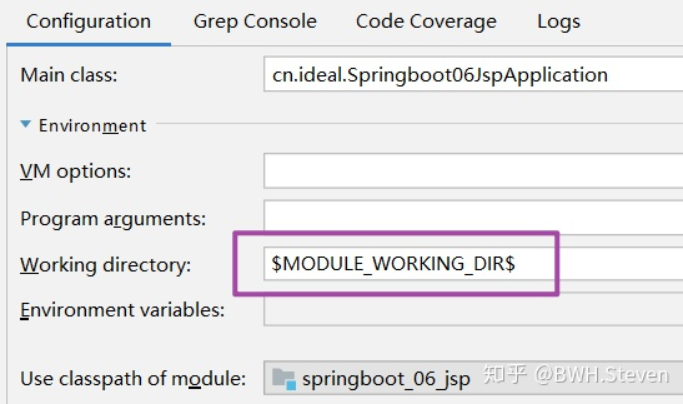 Configuration Grep Console Code Coverage Logs
Main class: cn.ideal.Springboot06JspApplication
Environment
VM options:
Program arguments:
Working directory: $MODULE_WORKING_DIR$
Environment variables:
Use classpath of module: springboot_06_jsp
知乎 @BWH.Steven